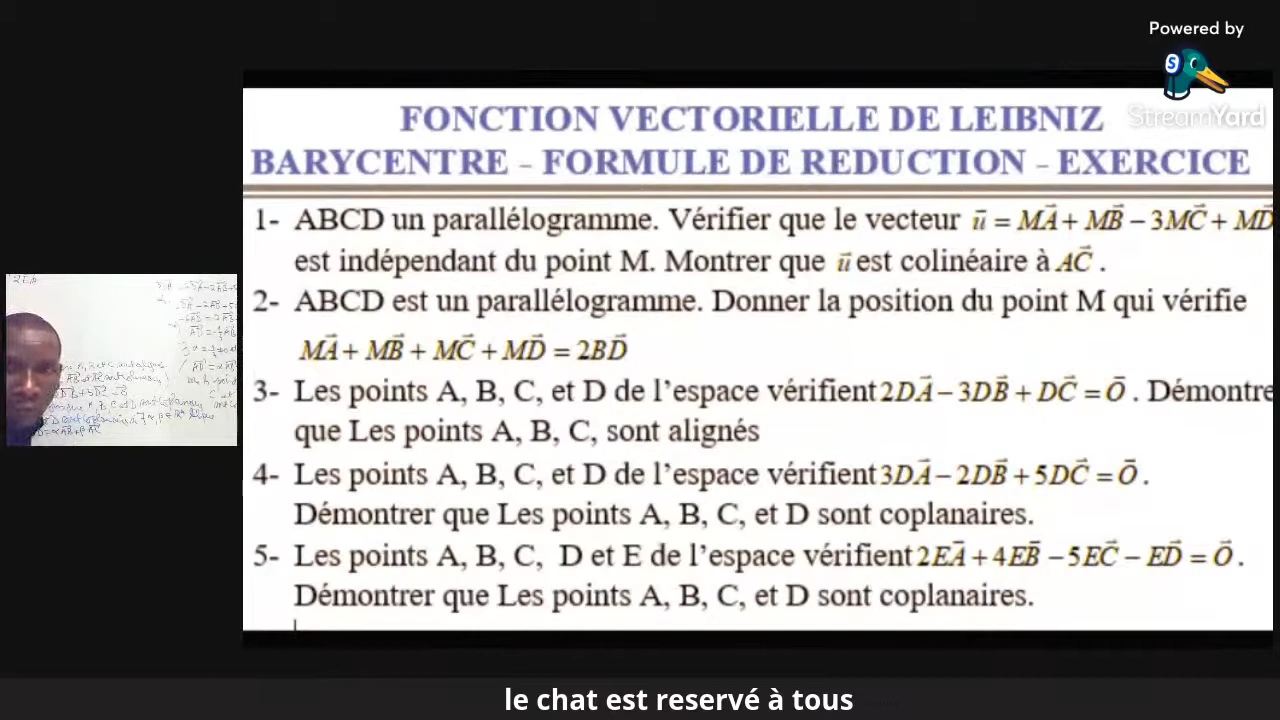 Powered by
StreamYard
FONCTION VECTORIELLE DE LEIBNIZ
BARYCENTRE - FORMULE DE REDUCTION - EXERCICE
1- ABCD un parallélogramme. Vérifier que le vecteur u⃗ = MA⃗ + MB⃗ − 3MC⃗ + MD⃗
est indépendant du point M. Montrer que u⃗ est colinéaire à AC⃗ .
2- ABCD est un parallélogramme. Donner la position du point M qui vérifie
MA⃗ + MB⃗ + MC⃗ + MD⃗ = 2BD⃗
3- Les points A, B, C, et D de l’espace vérifient 2DA⃗ − 3DB⃗ + DC⃗ = O⃗ . Démontre
que Les points A, B, C, sont alignés
4- Les points A, B, C, et D de l’espace vérifient 3DA⃗ − 2DB⃗ + 5DC⃗ = O⃗ .
Démontrer que Les points A, B, C, et D sont coplanaires.
5- Les points A, B, C, D et E de l’espace vérifient 2EA⃗ + 4EB⃗ − 5EC⃗ − ED⃗ = O⃗ .
Démontrer que Les points A, B, C, et D sont coplanaires.
le chat est reservé à tous